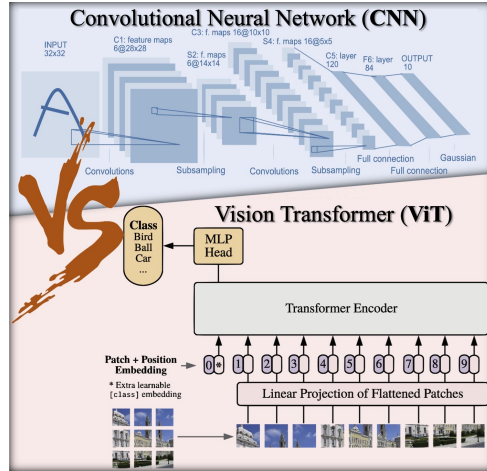 Convolutional Neural Network (CNN)
INPUT
32x32
C1: feature maps
6@28x28
C3: f. maps 16@10x10
S2: f. maps
6@14x14
S4: f. maps 16@5x5
C5: layer
120
F6: layer
84
OUTPUT
10
A
Convolutions
Subsampling
Convolutions
Subsampling
Full connection
Full connection
Gaussian
VS
Vision Transformer (ViT)
Class
Bird
Ball
Car
...
MLP
Head
Transformer Encoder
Patch + Position
Embedding
0 * 1 2 3 4 5 6 7 8 9
* Extra learnable
[class] embedding
Linear Projection of Flattened Patches